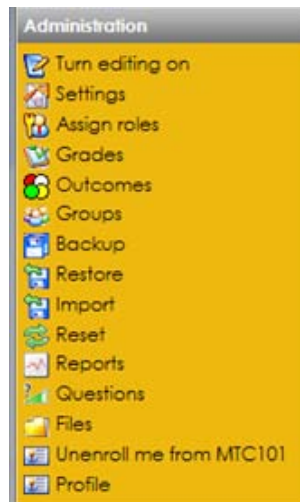 Administration
Turn editing on
Settings
Assign roles
Grades
Outcomes
Groups
Backup
Restore
Import
Reset
Reports
Questions
Files
Unenroll me from MTC101
Profile